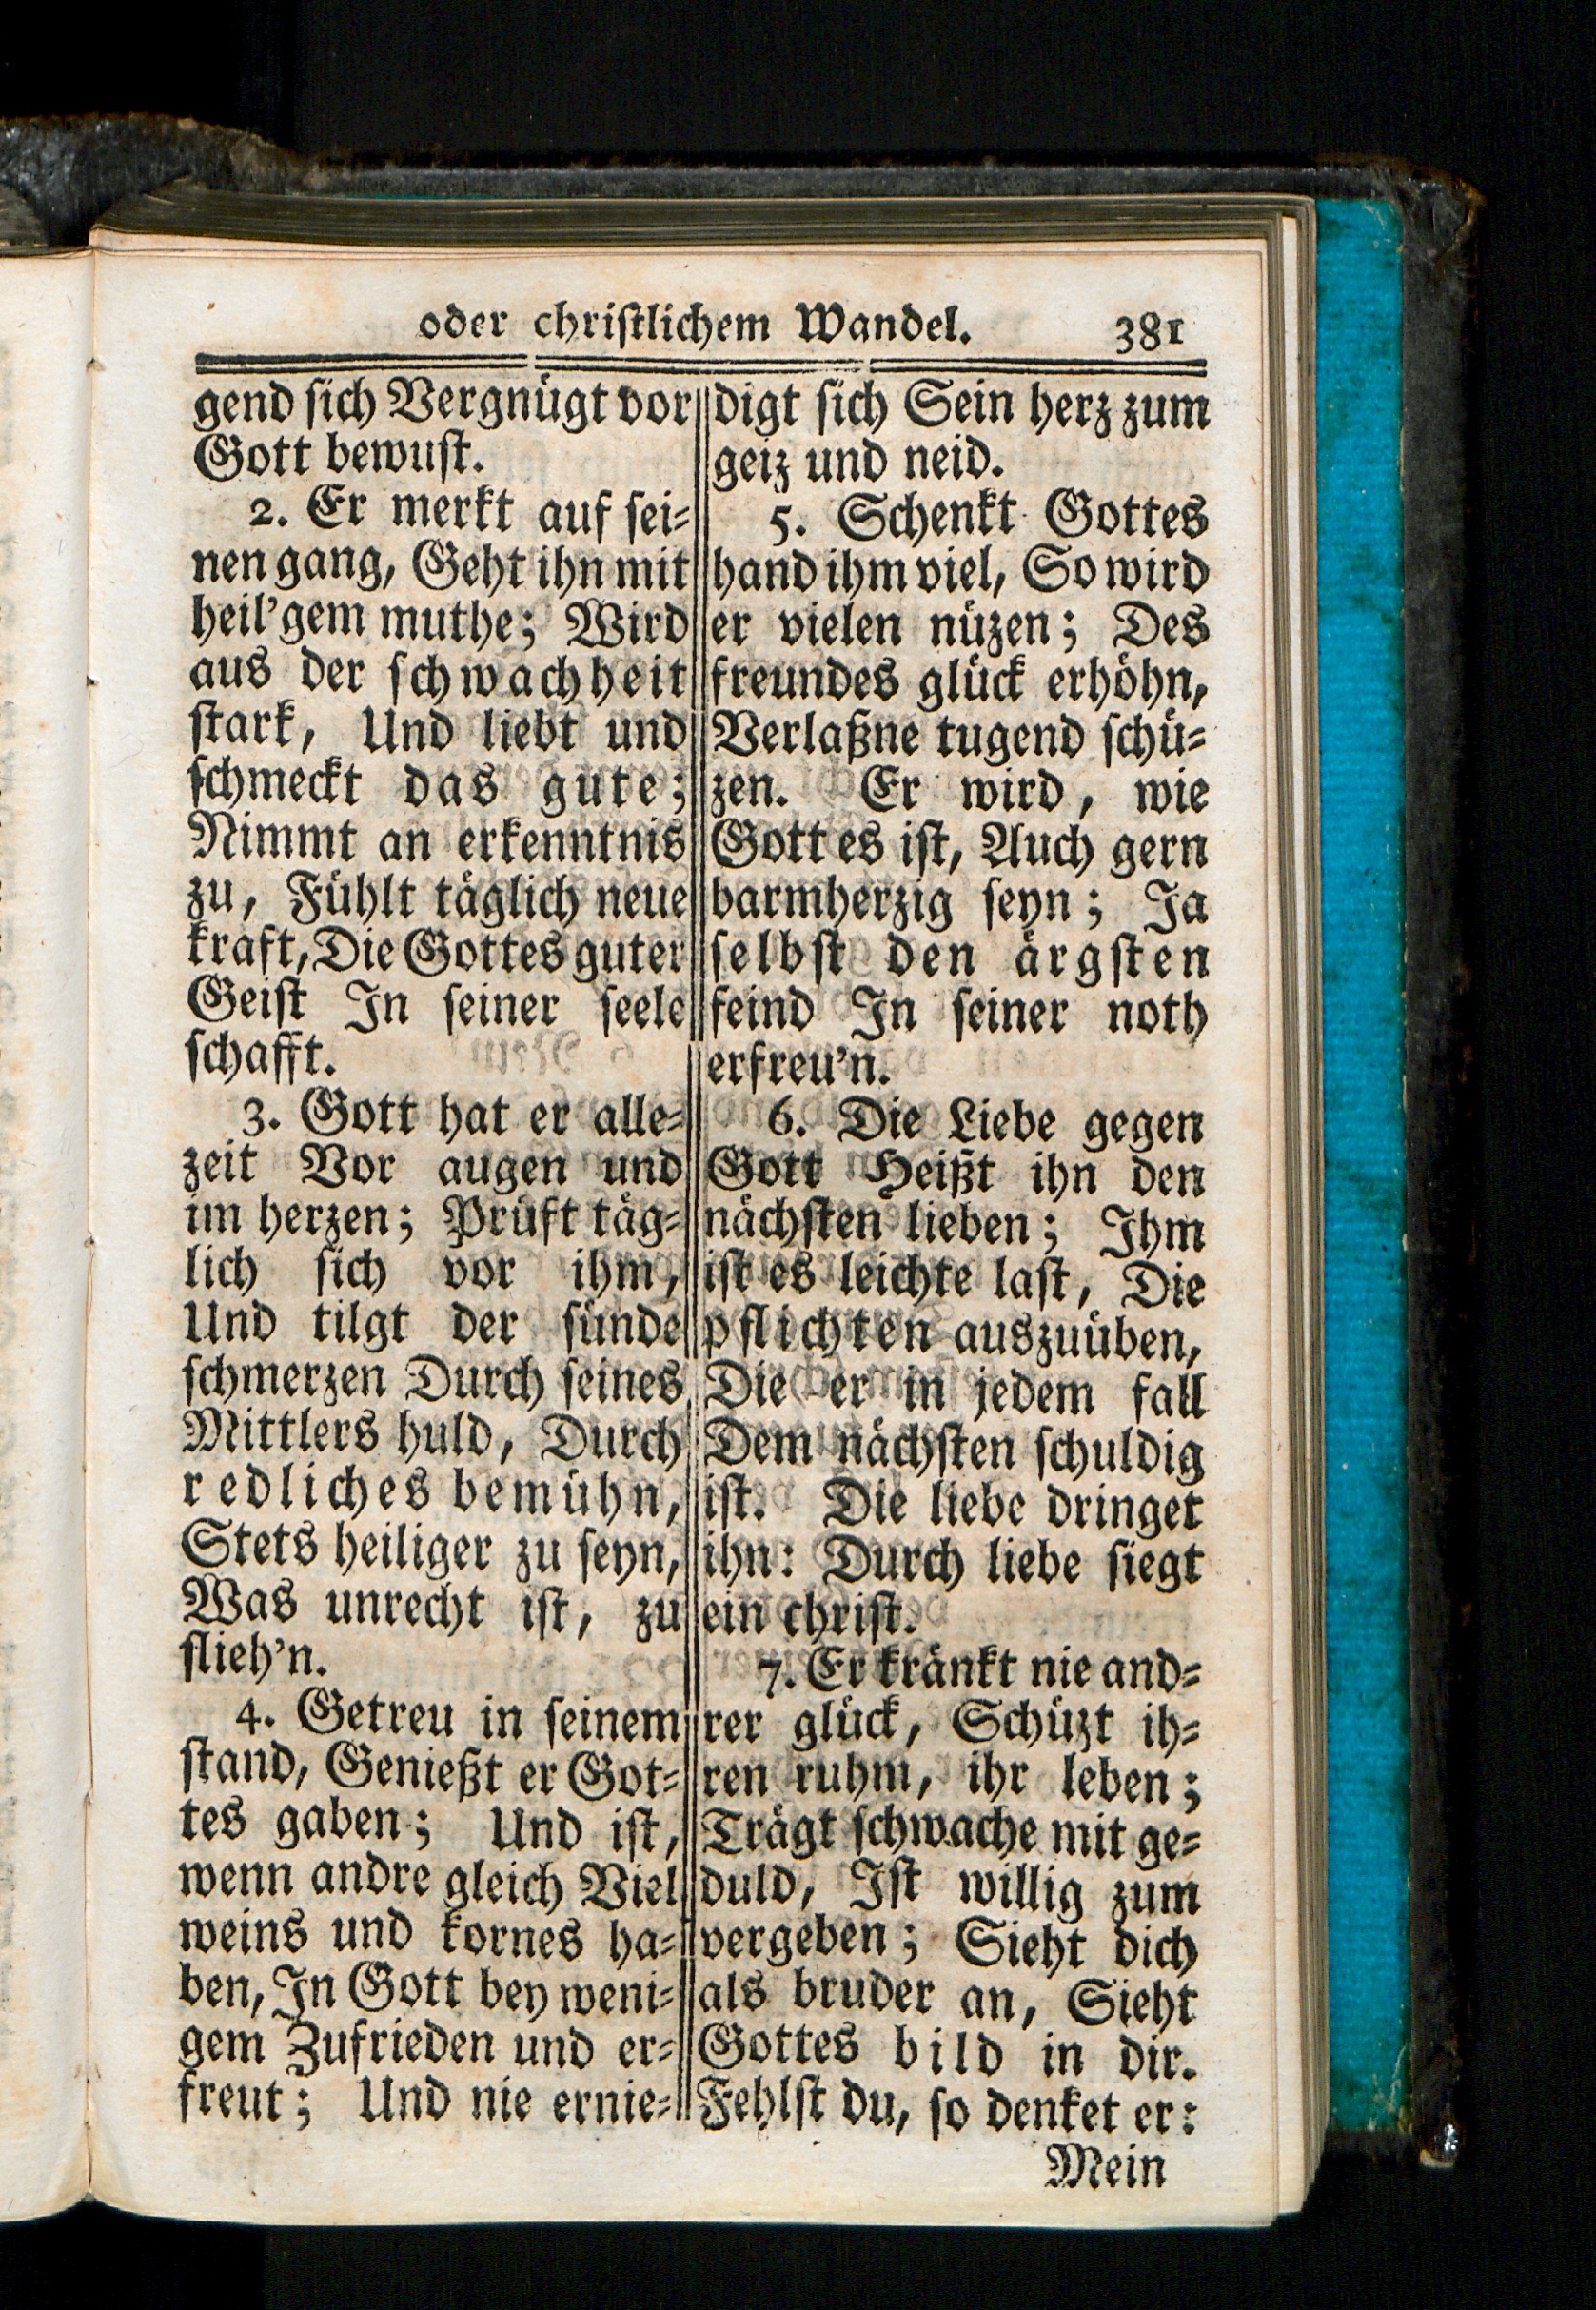 oder christlichem Wandel. 381
gend sich Vergnügt vor
Gott bewust.
2. Er merkt auf sei-
nen gang, Geht ihn mit
heil'gem muthe; Wird
aus der schwachheit
stark, Und liebt und
schmeckt das gute;
Nimmt an erkenntnis
zu, Fühlt täglich neue
kraft, Die Gottes guter
Geist In seiner seele
schafft.
3. Gott hat er alle-
zeit Vor augen und
im herzen; Prüft täg-
lich sich vor ihm,
Und tilgt der sünde
schmerzen Durch seines
Mittlers huld, Durch
redliches bemühn,
Stets heiliger zu seyn,
Was unrecht ist, zu
flieh'n.
4. Getreu in seinem
stand, Genießt er Got-
tes gaben; Und ist,
wenn andre gleich Viel
weins und kornes ha-
ben, In Gott bey weni-
gem Zufrieden und er-
freut; Und nie ernie-
digt sich Sein herz zum
geiz und neid.
5. Schenkt Gottes
hand ihm viel, So wird
er vielen nüzen; Des
freundes glück erhöhn,
Verlaßne tugend schü-
zen. Er wird, wie
Gott es ist, Auch gern
barmherzig seyn; Ja
selbst den ärgsten
feind In seiner noth
erfreu'n.
6. Die Liebe gegen
Gott Heißt ihn den
nächsten lieben; Ihm
ist es leichte last, Die
pflichten auszuüben,
Die er in jedem fall
Dem nächsten schuldig
ist. Die liebe dringet
ihn: Durch liebe siegt
ein christ.
7. Er kränkt nie and-
rer glück, Schüzt ih-
ren ruhm, ihr leben;
Trägt schwache mit ge-
duld, Ist willig zum
vergeben; Sieht dich
als bruder an, Sieht
Gottes bild in dir.
Fehlst du, so denket er:
Mein